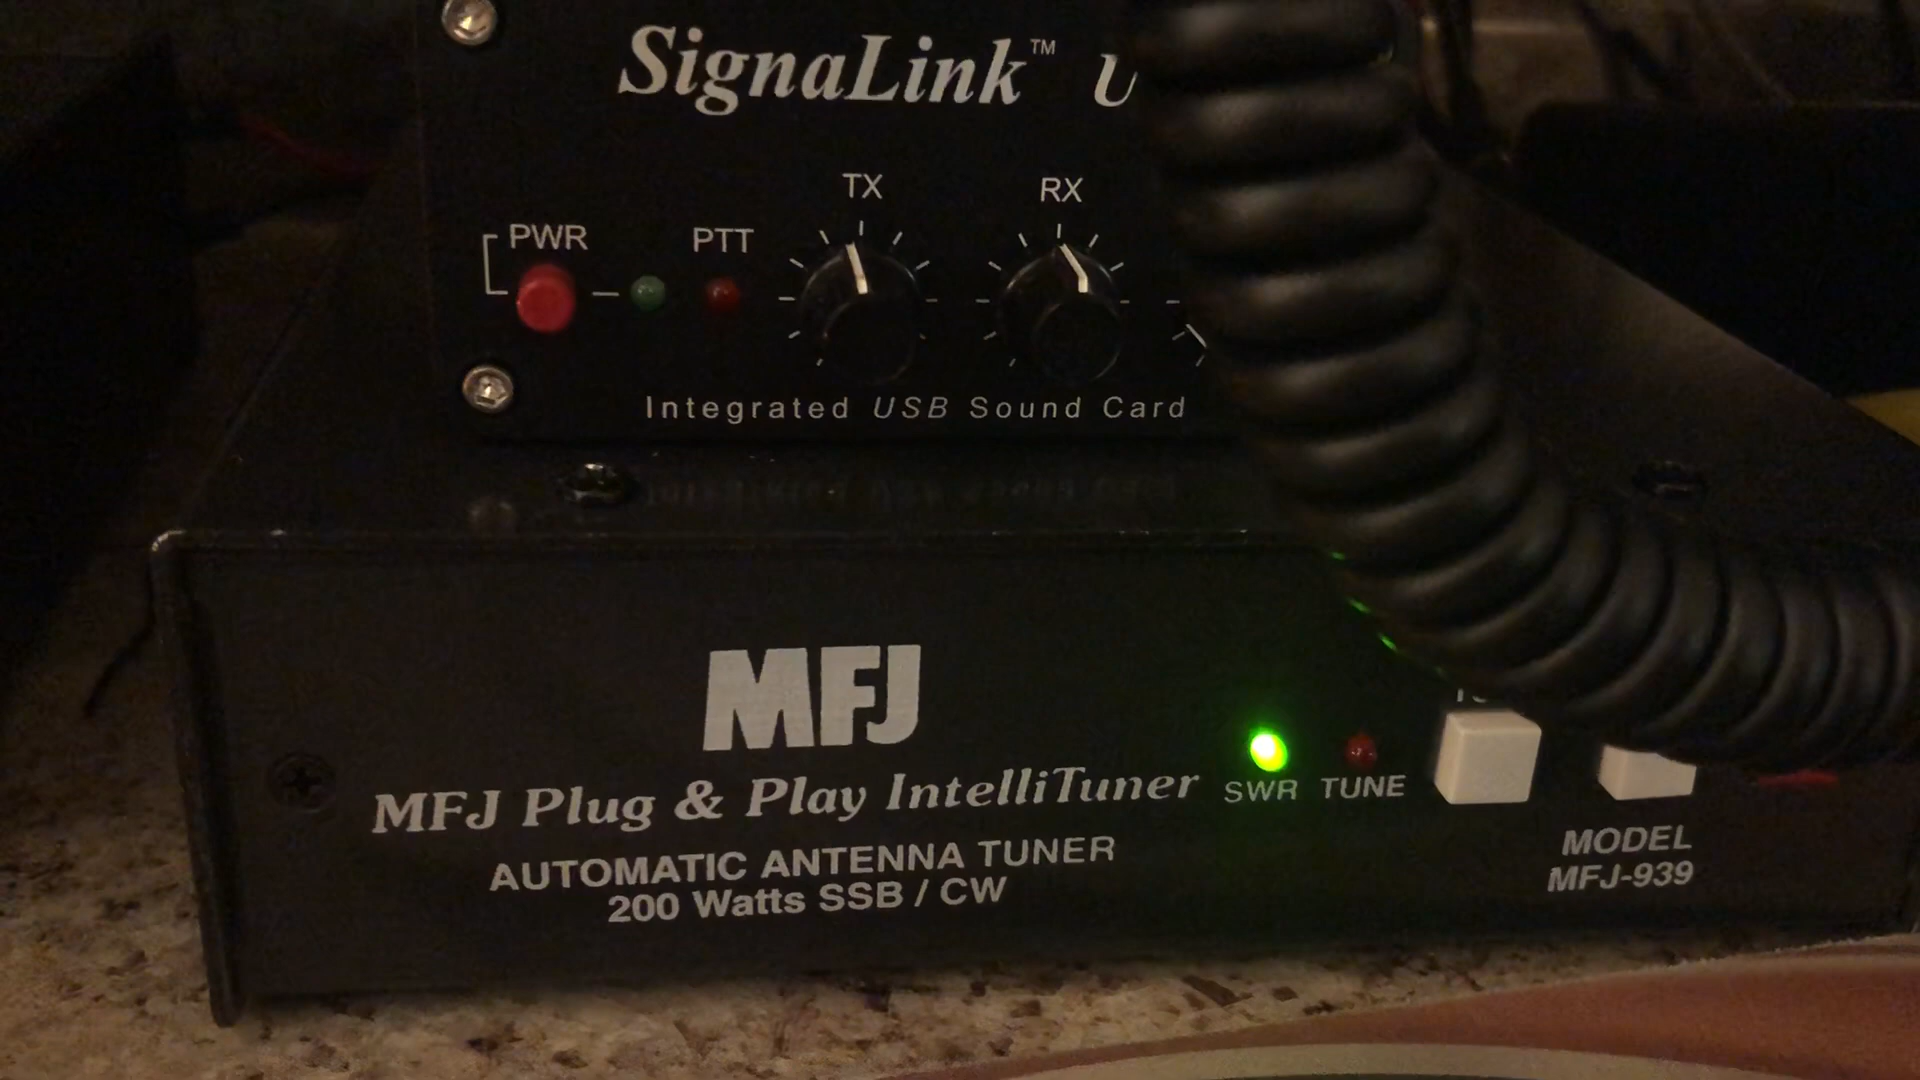 SignaLink™ U
TX RX
PWR PTT
Integrated USB Sound Card
MFJ
MFJ Plug & Play IntelliTuner
SWR TUNE
AUTOMATIC ANTENNA TUNER
200 Watts SSB / CW
MODEL
MFJ-939